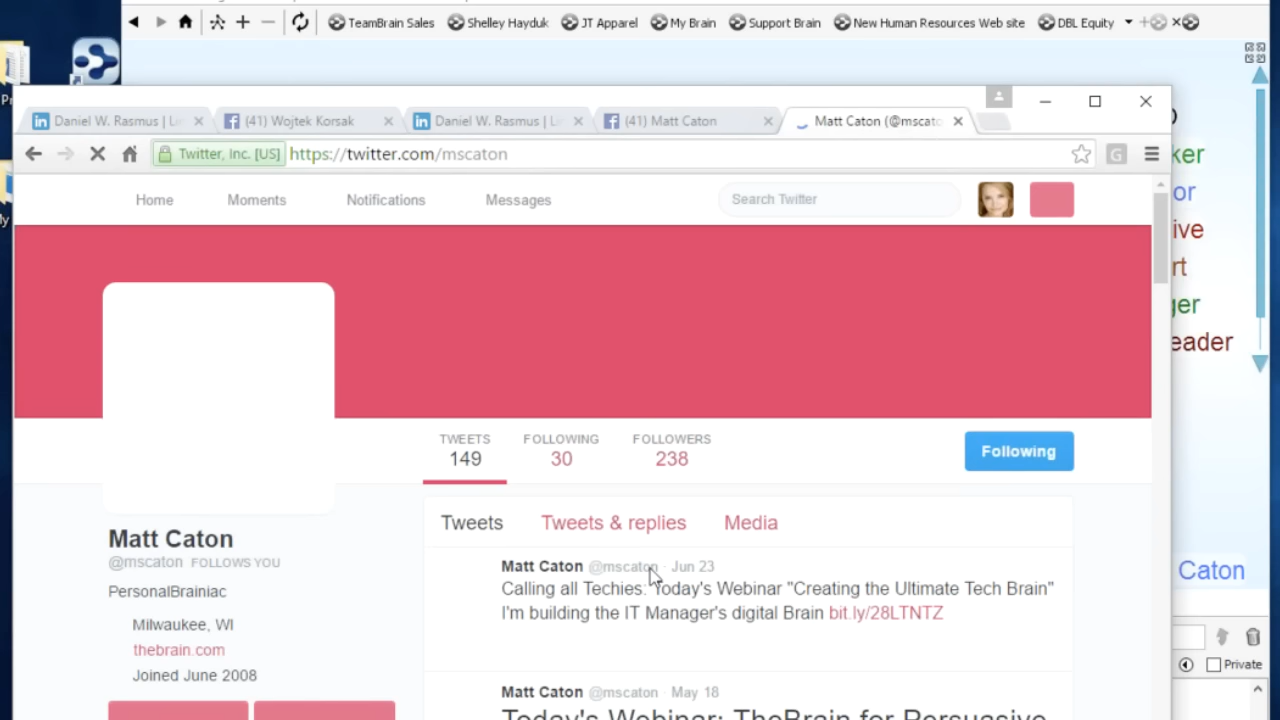 TeamBrain Sales
Shelley Hayduk
JT Apparel
My Brain
Support Brain
New Human Resources Web site
DBL Equity
Daniel W. Rasmus | Li
(41) Wojtek Korsak
Daniel W. Rasmus | Li
(41) Matt Caton
Matt Caton (@mscato
Twitter, Inc. [US] https://twitter.com/mscaton
Home
Moments
Notifications
Messages
Search Twitter
TWEETS
FOLLOWING
FOLLOWERS
149
30
238
Following
Matt Caton
@mscaton FOLLOWS YOU
PersonalBrainiac
Milwaukee, WI
thebrain.com
Joined June 2008
Tweets
Tweets & replies
Media
Matt Caton @mscaton · Jun 23
Calling all Techies: Today's Webinar "Creating the Ultimate Tech Brain"
I'm building the IT Manager's digital Brain bit.ly/28LTNTZ
Matt Caton @mscaton · May 18
Today's Webinar: TheBrain for Persuasive
ker
or
ive
rt
ger
eader
Caton
Private